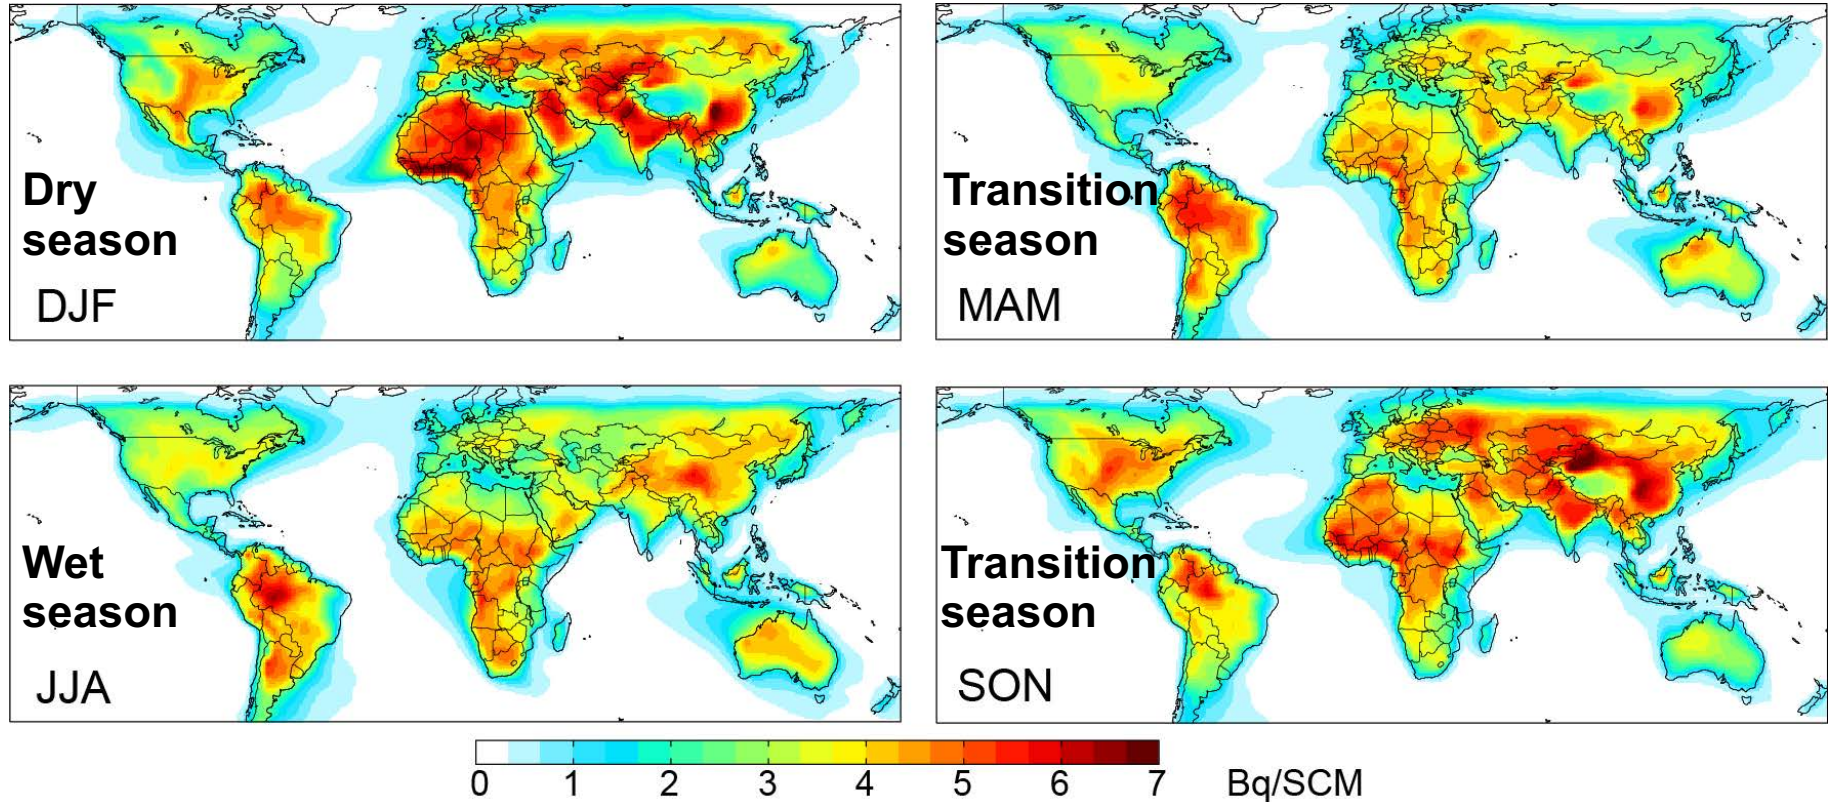 Dry
season
DJF
Transition
season
MAM
Wet
season
JJA
Transition
season
SON
0 1 2 3 4 5 6 7 Bq/SCM